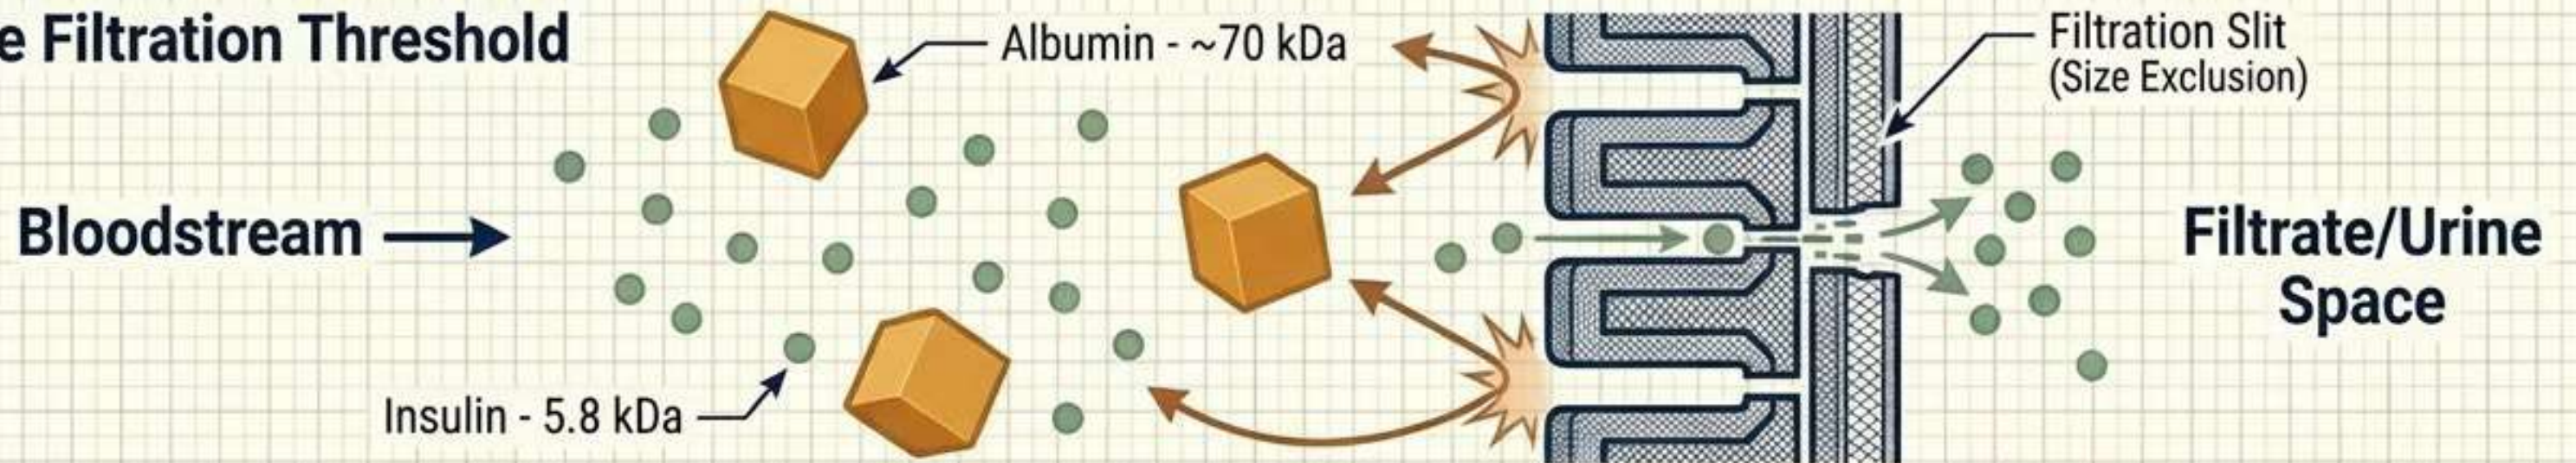 e Filtration Threshold
Albumin - ~70 kDa
Filtration Slit
(Size Exclusion)
Bloodstream
Filtrate/Urine
Space
Insulin - 5.8 kDa